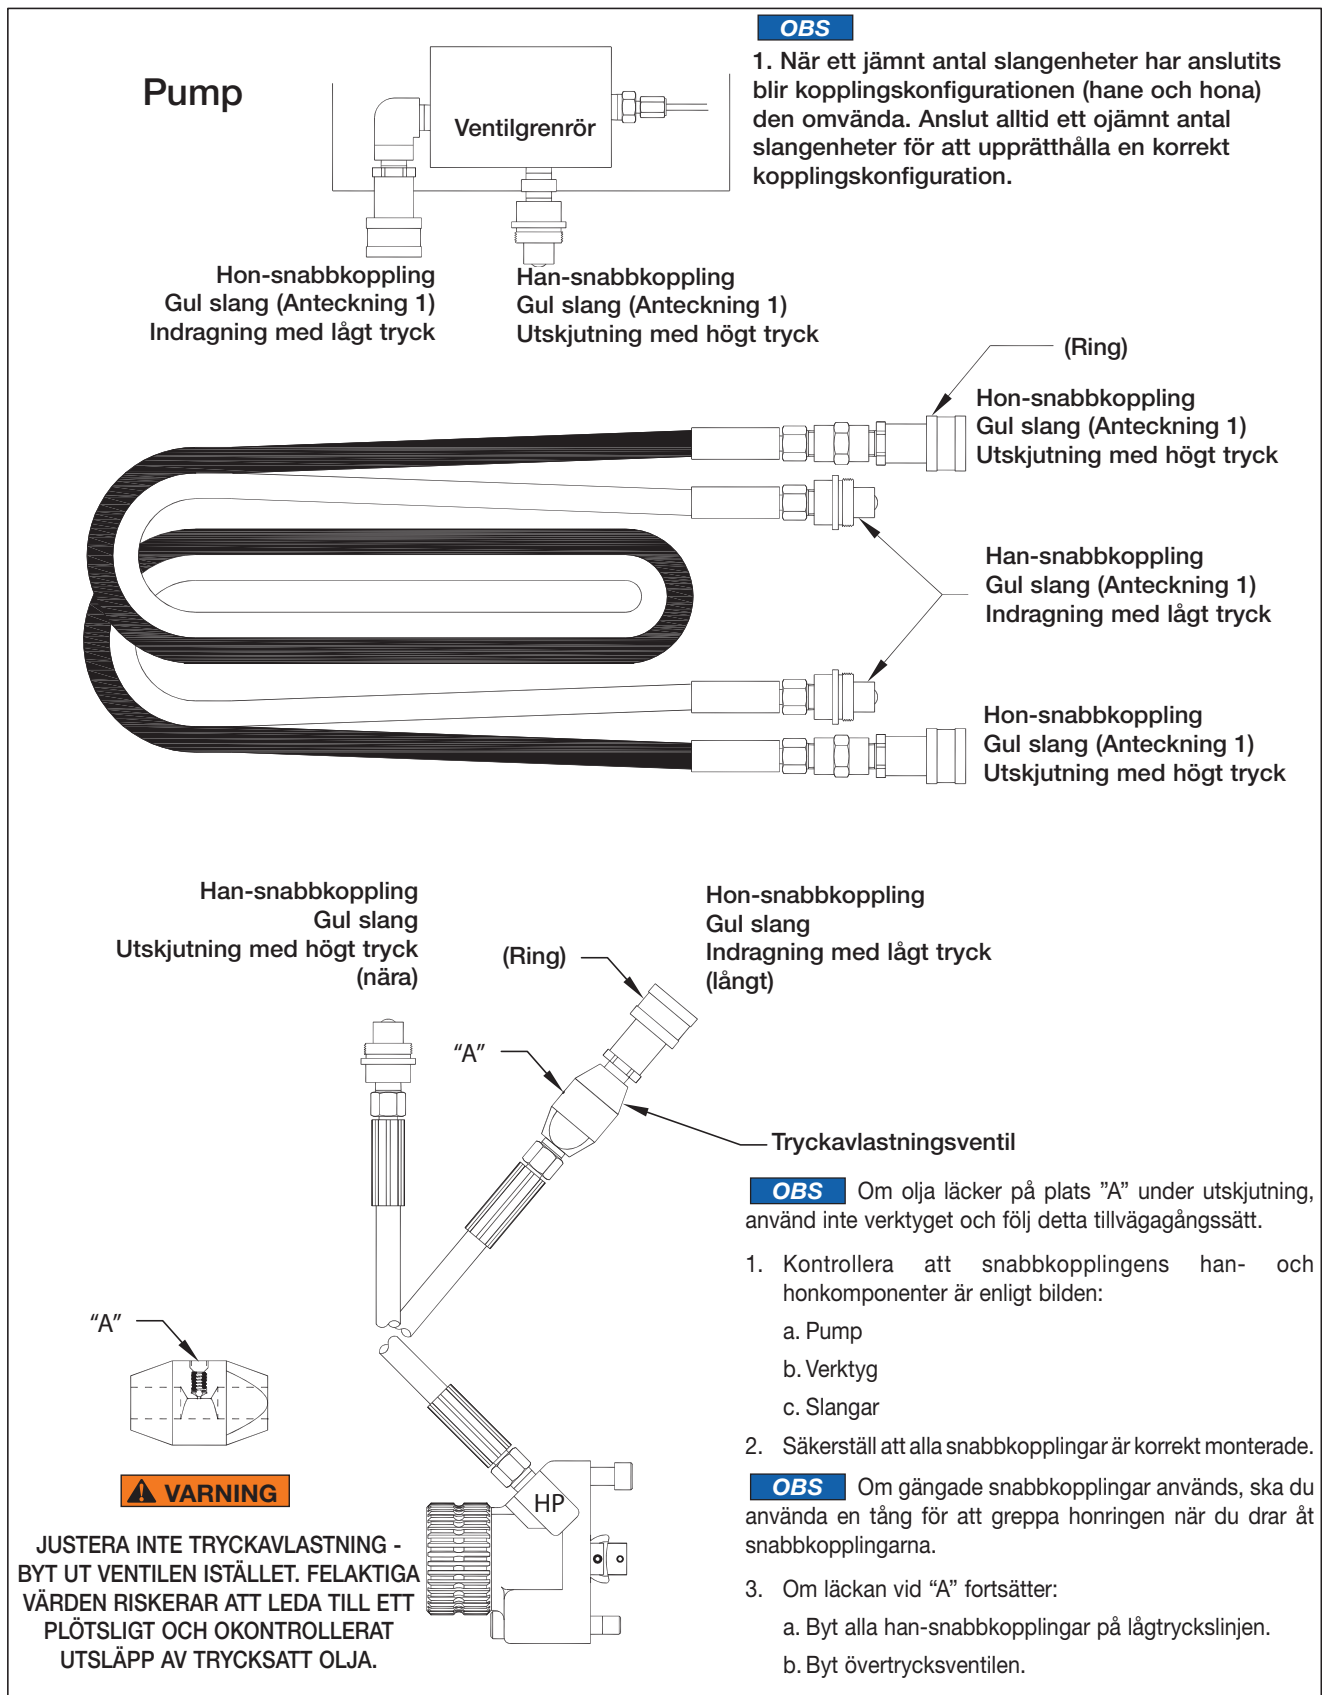 OBS
1. När ett jämnt antal slangenheter har anslutits
blir kopplingskonfigurationen (hane och hona)
den omvända. Anslut alltid ett ojämnt antal
slangenheter för att upprätthålla en korrekt
kopplingskonfiguration.
Pump
Ventilgrenrör
Hon-snabbkoppling
Gul slang (Anteckning 1)
Indragning med lågt tryck
Han-snabbkoppling
Gul slang (Anteckning 1)
Utskjutning med högt tryck
(Ring)
Hon-snabbkoppling
Gul slang (Anteckning 1)
Utskjutning med högt tryck
Han-snabbkoppling
Gul slang (Anteckning 1)
Indragning med lågt tryck
Hon-snabbkoppling
Gul slang (Anteckning 1)
Utskjutning med högt tryck
Han-snabbkoppling
Gul slang
Utskjutning med högt tryck
(nära)
Hon-snabbkoppling
Gul slang
Indragning med lågt tryck
(långt)
(Ring)
“A”
Tryckavlastningsventil
OBS Om olja läcker på plats ”A” under utskjutning,
använd inte verktyget och följ detta tillvägagångssätt.
1. Kontrollera att snabbkopplingens han- och
honkomponenter är enligt bilden:
a. Pump
b. Verktyg
c. Slangar
2. Säkerställ att alla snabbkopplingar är korrekt monterade.
OBS Om gängade snabbkopplingar används, ska du
använda en tång för att greppa honringen när du drar åt
snabbkopplingarna.
3. Om läckan vid “A” fortsätter:
a. Byt alla han-snabbkopplingar på lågtryckslinjen.
b. Byt övertrycksventilen.
“A”
HP
VARNING
JUSTERA INTE TRYCKAVLASTNING -
BYT UT VENTILEN ISTÄLLET. FELAKTIGA
VÄRDEN RISKERAR ATT LEDA TILL ETT
PLÖTSLIGT OCH OKONTROLLERAT
UTSLÄPP AV TRYCKSATT OLJA.